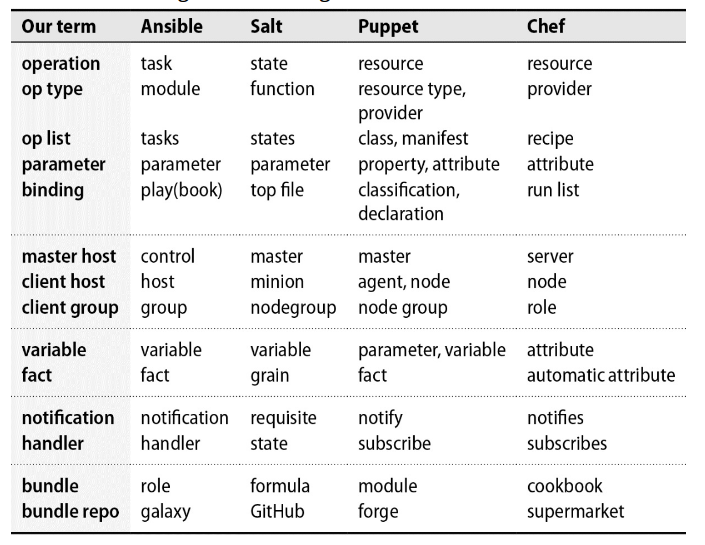 Our term Ansible Salt Puppet Chef
operation task state resource resource
op type module function resource type, provider
provider
op list tasks states class, manifest recipe
parameter parameter parameter property, attribute attribute
binding play(book) top file classification, run list
declaration
master host control master master server
client host host minion agent, node node
client group group nodegroup node group role
variable variable variable parameter, variable attribute
fact fact grain fact automatic attribute
notification notification requisite notify notifies
handler handler state subscribe subscribes
bundle role formula module cookbook
bundle repo galaxy GitHub forge supermarket